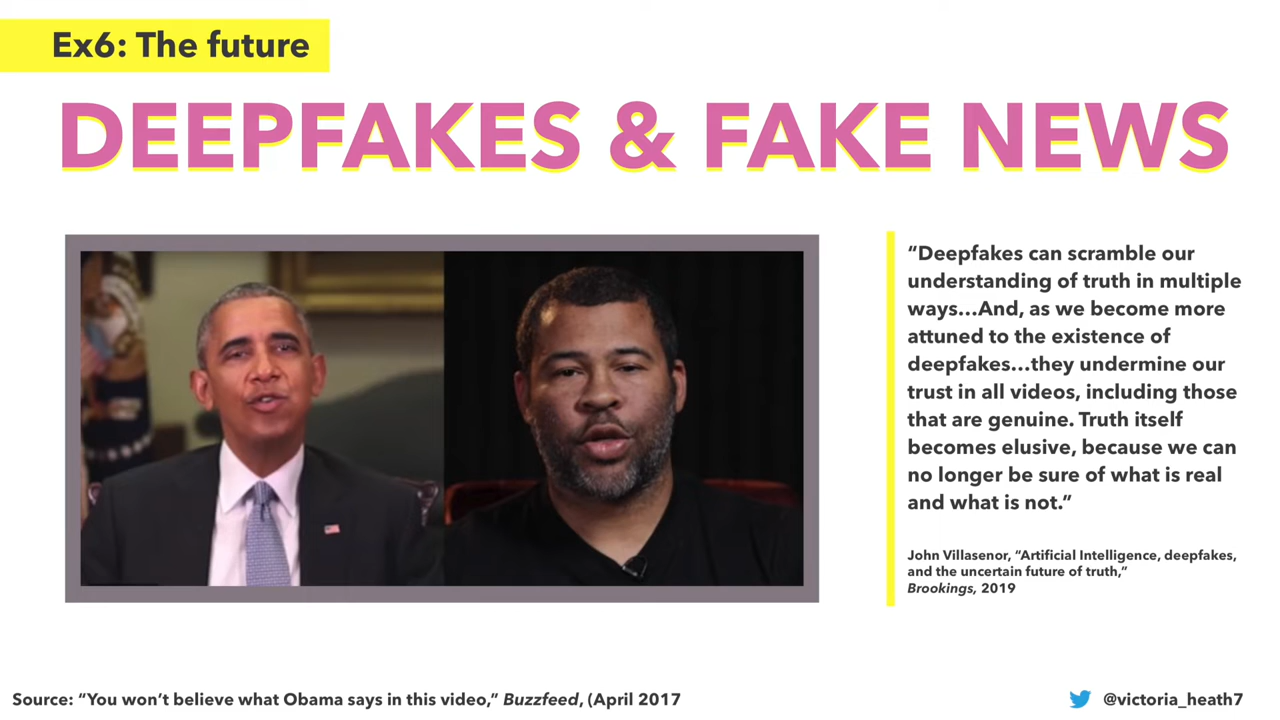 Ex6: The future
DEEPFAKES & FAKE NEWS
“Deepfakes can scramble our
understanding of truth in multiple
ways…And, as we become more
attuned to the existence of
deepfakes…they undermine our
trust in all videos, including those
that are genuine. Truth itself
becomes elusive, because we can
no longer be sure of what is real
and what is not.”
John Villasenor, “Artificial Intelligence, deepfakes,
and the uncertain future of truth,”
Brookings, 2019
Source: “You won’t believe what Obama says in this video,” Buzzfeed, (April 2017
@victoria_heath7